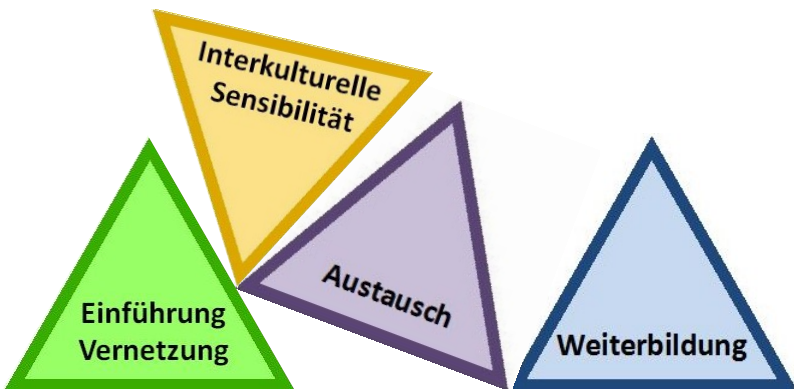 Interkulturelle
Sensibilität
Austausch
Einführung
Vernetzung
Weiterbildung